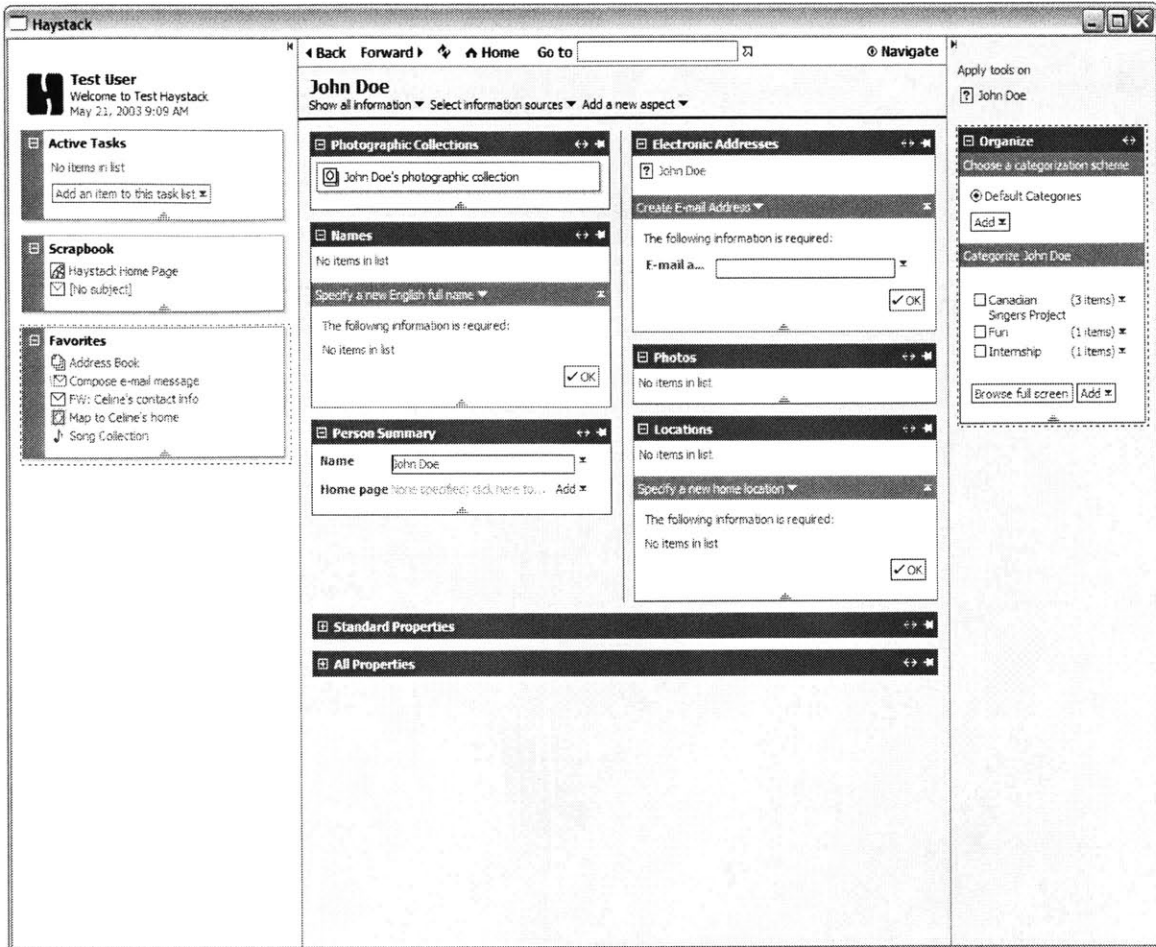 Haystack
Test User
Welcome to Test Haystack
May 21, 2003 9:09 AM
Active Tasks
No items in list
Add an item to this task list
Scrapbook
Haystack Home Page
[No subject]
Favorites
Address Book
Compose e-mail message
FW: Celine's contact info
Map to Celine's home
Song Collection
Back Forward Home Go to Navigate
John Doe
Show all information Select information sources Add a new aspect
Photographic Collections
John Doe's photographic collection
Names
No items in list
Specify a new English full name
The following information is required:
No items in list
OK
Person Summary
Name John Doe
Home page None specified; click here to... Add
Electronic Addresses
John Doe
Create E-mail Address
The following information is required:
E-mail a...
OK
Photos
No items in list
Locations
No items in list
Specify a new home location
The following information is required:
No items in list
OK
Standard Properties
All Properties
Apply tools on
John Doe
Organize
Choose a categorization scheme
Default Categories
Add
Categorize John Doe
Canadian (3 items)
Singers Project
Fun (1 items)
Internship (1 items)
Browse full screen Add